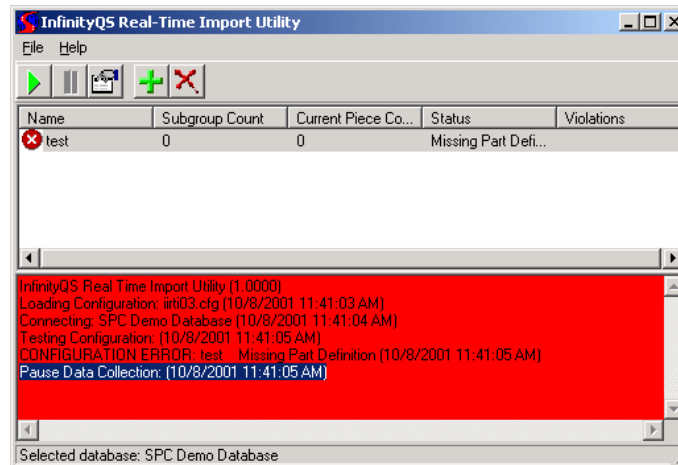 InfinityQS Real-Time Import Utility
File Help
Name Subgroup Count Current Piece Co... Status Violations
test 0 0 Missing Part Defi...
InfinityQS Real Time Import Utility (1.0000)
Loading Configuration: iirti03.cfg (10/8/2001 11:41:03 AM)
Connecting: SPC Demo Database (10/8/2001 11:41:04 AM)
Testing Configuration: (10/8/2001 11:41:05 AM)
CONFIGURATION ERROR: test Missing Part Definition (10/8/2001 11:41:05 AM)
Pause Data Collection: (10/8/2001 11:41:05 AM)
Selected database: SPC Demo Database